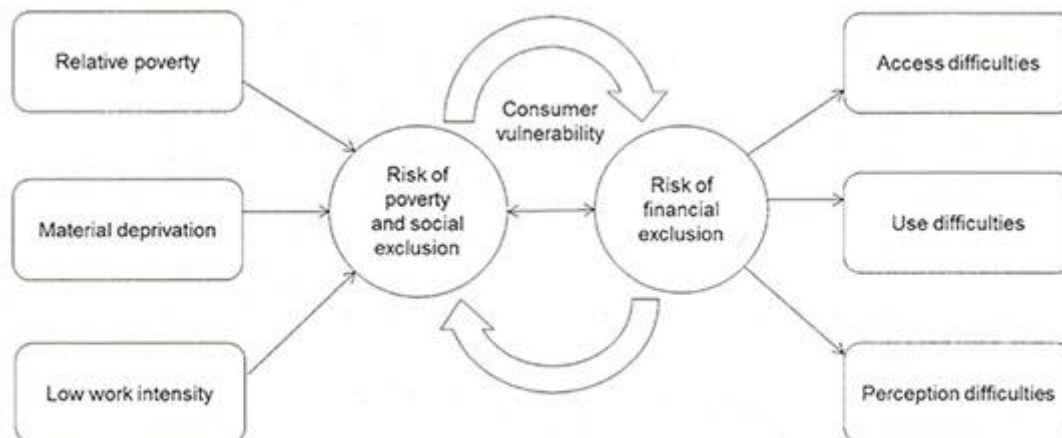 Relative poverty
Material deprivation
Low work intensity
Risk of
poverty
and social
exclusion
Consumer
vulnerability
Risk of
financial
exclusion
Access difficulties
Use difficulties
Perception difficulties